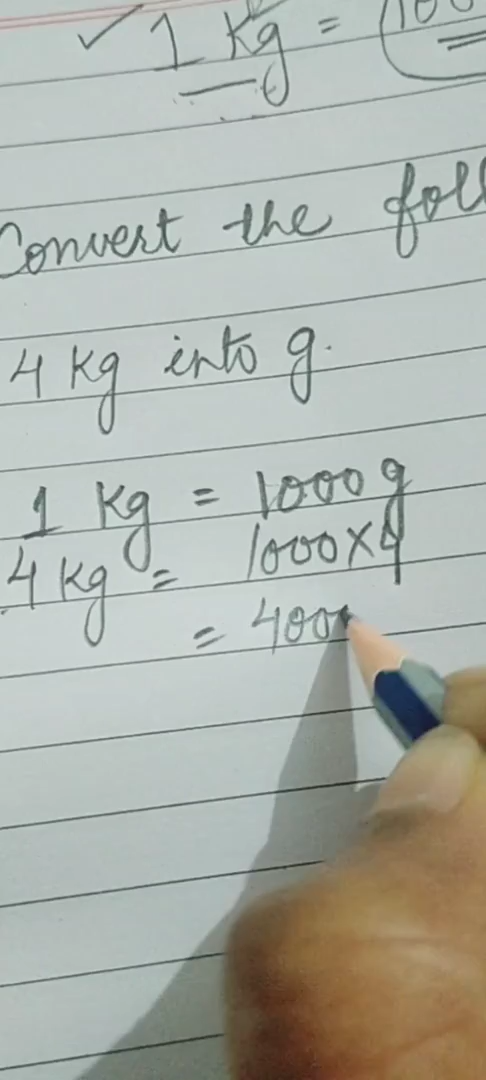 1 Kg =
Convert the
4 Kg into g.
1 Kg = 1000 g
4 Kg = 1000 x 4
= 400